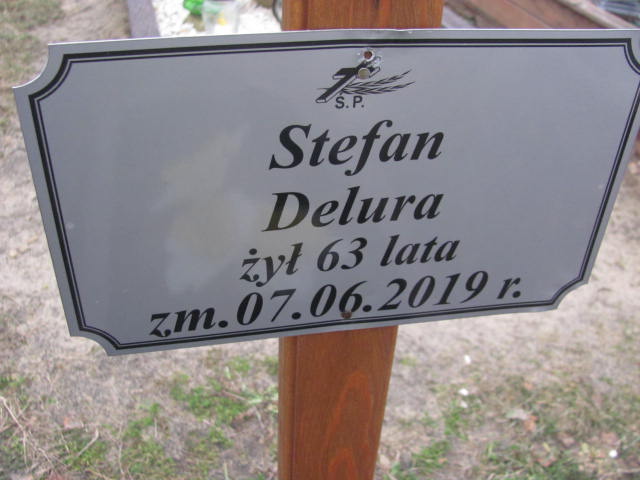 Ś.P.
Stefan
Delura
żył 63 lata
zm. 07.06.2019 r.